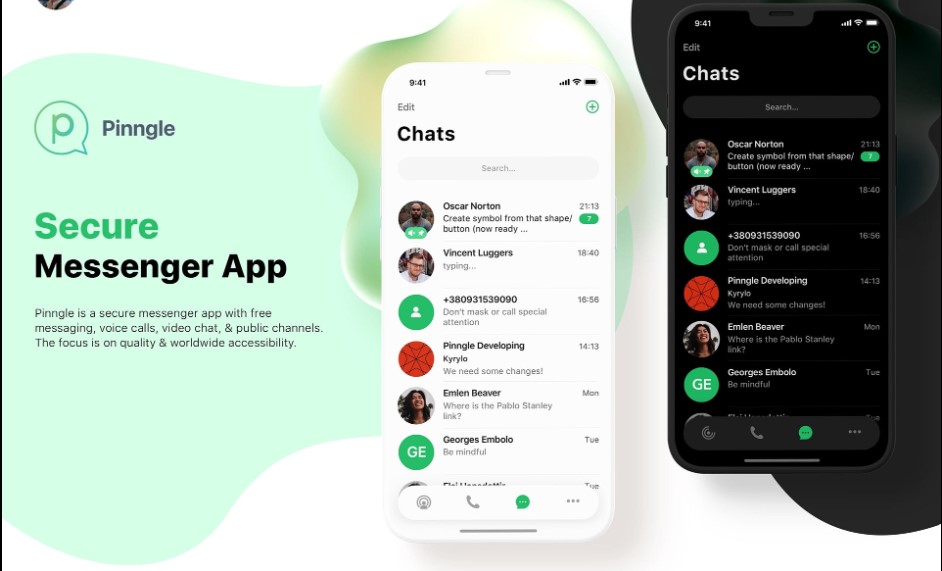 Pinngle
Secure
Messenger App
Pinngle is a secure messenger app with free
messaging, voice calls, video chat, & public channels.
The focus is on quality & worldwide accessibility.
9:41
Edit
Chats
Search...
Oscar Norton 21:13
Create symbol from that shape/
button (now ready ... 7
Vincent Luggers 18:40
typing...
+380931539090 16:56
Don't mask or call special
attention
Pinngle Developing 14:13
Kyrylo
We need some changes!
Emlen Beaver Mon
Where is the Pablo Stanley
link?
GE
Georges Embolo Tue
Be mindful
Tue
9:41
Edit
Chats
Search...
Oscar Norton 21:13
Create symbol from that shape/
button (now ready ... 7
Vincent Luggers 18:40
typing...
+380931539090 16:56
Don't mask or call special
attention
Pinngle Developing 14:13
Kyrylo
We need some changes!
Emlen Beaver Mon
Where is the Pablo Stanley
link?
GE
Georges Embolo Tue
Be mindful